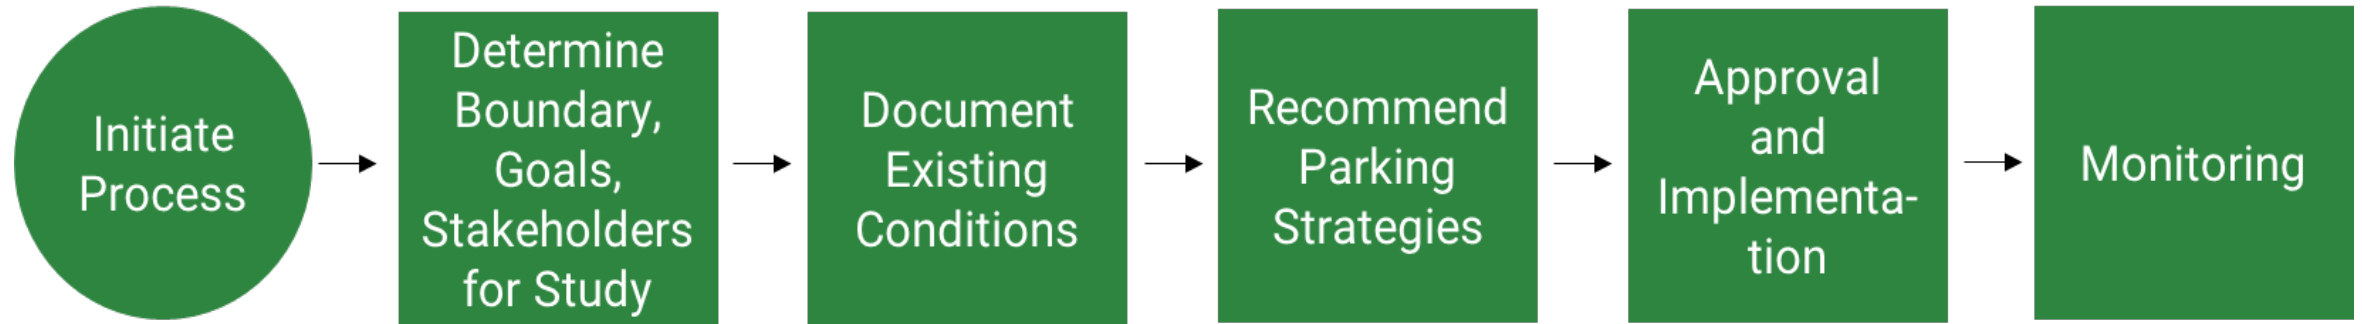 Initiate
Process
Determine
Boundary,
Goals,
Stakeholders
for Study
Document
Existing
Conditions
Recommend
Parking
Strategies
Approval
and
Implementa-
tion
Monitoring